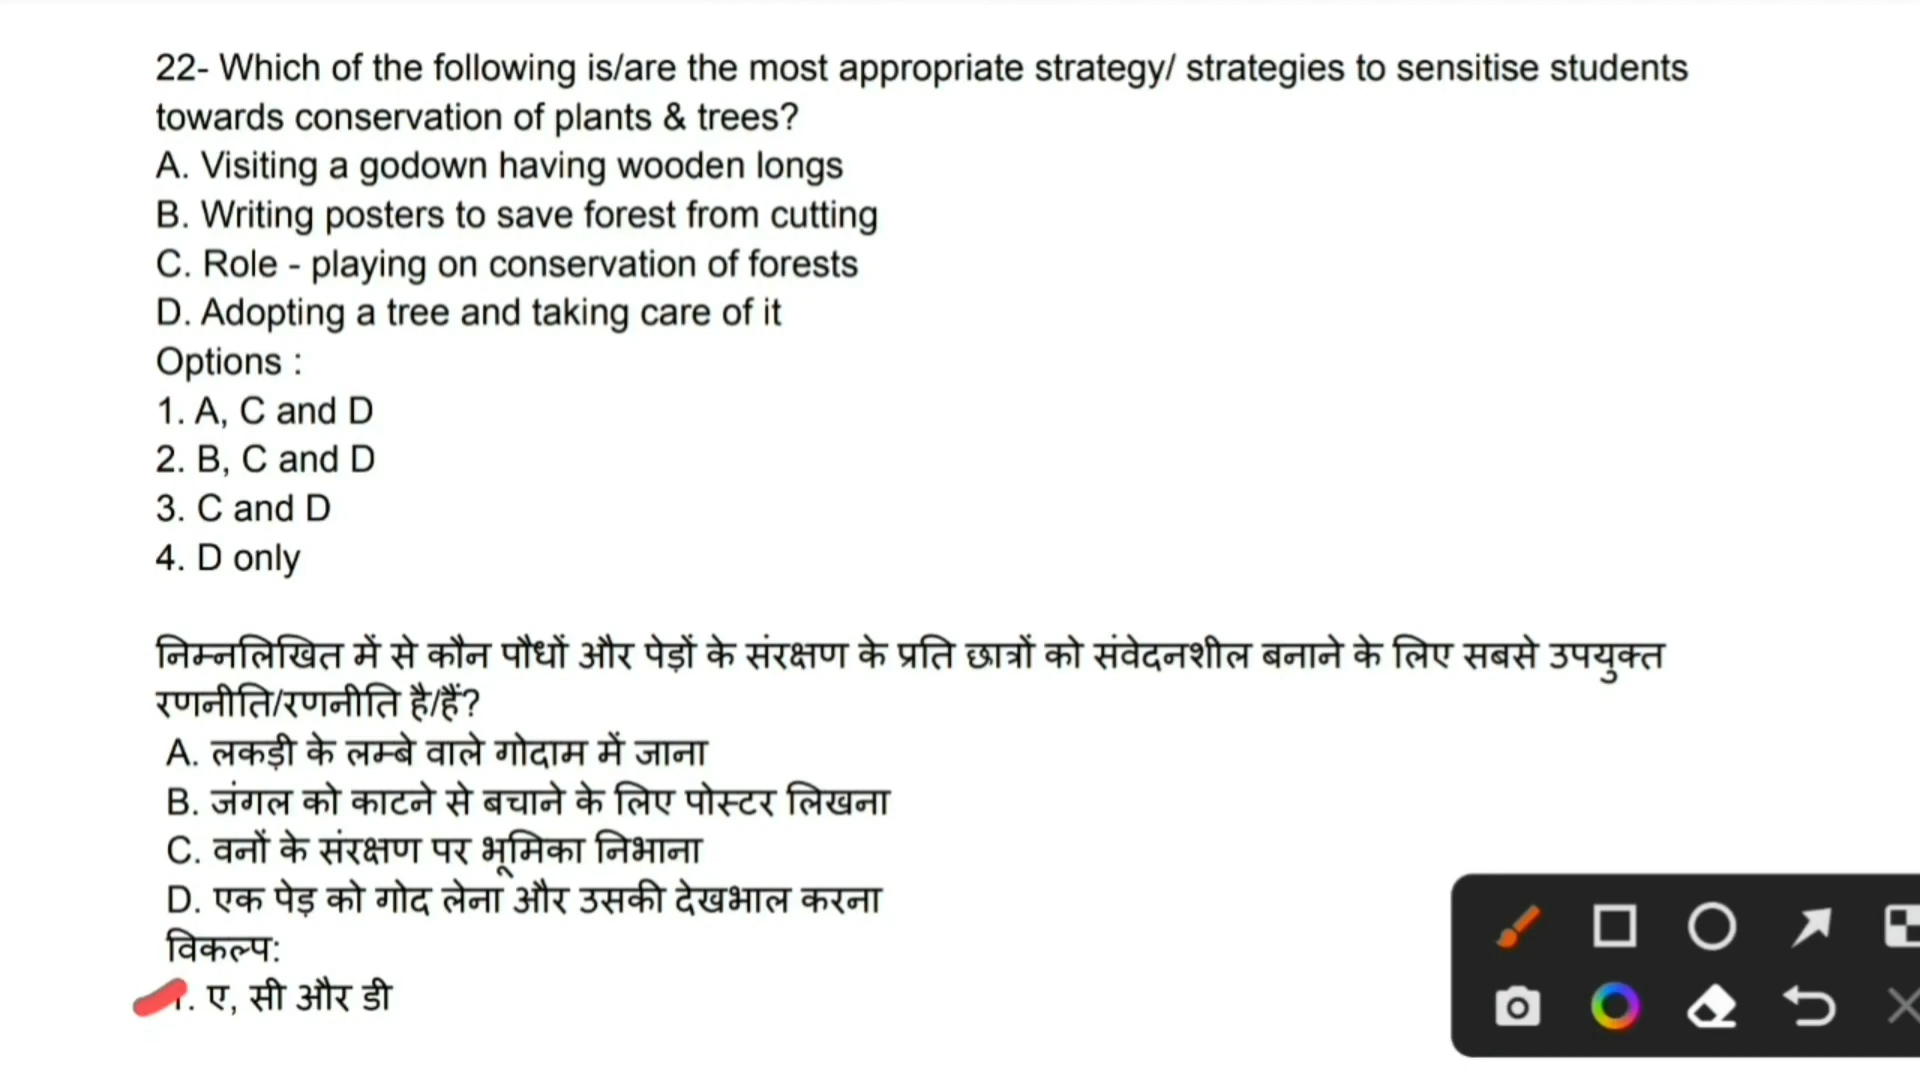 22- Which of the following is/are the most appropriate strategy/ strategies to sensitise students
towards conservation of plants & trees?
A. Visiting a godown having wooden longs
B. Writing posters to save forest from cutting
C. Role - playing on conservation of forests
D. Adopting a tree and taking care of it
Options :
1. A, C and D
2. B, C and D
3. C and D
4. D only
निम्नलिखित में से कौन पौधों और पेड़ों के संरक्षण के प्रति छात्रों को संवेदनशील बनाने के लिए सबसे उपयुक्त
रणनीति/रणनीति है/हैं?
A. लकड़ी के लम्बे वाले गोदाम में जाना
B. जंगल को काटने से बचाने के लिए पोस्टर लिखना
C. वनों के संरक्षण पर भूमिका निभाना
D. एक पेड़ को गोद लेना और उसकी देखभाल करना
विकल्प:
1. ए, सी और डी